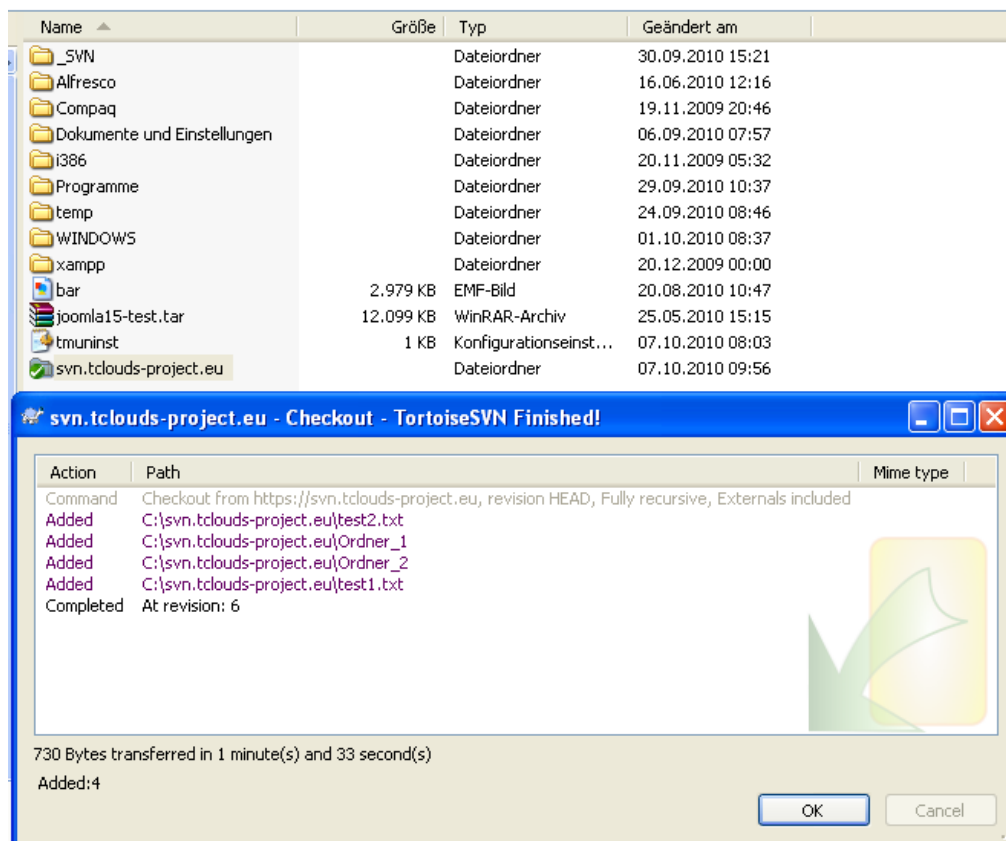 Name Größe Typ Geändert am
_SVN Dateiordner 30.09.2010 15:21
Alfresco Dateiordner 16.06.2010 12:16
Compaq Dateiordner 19.11.2009 20:46
Dokumente und Einstellungen Dateiordner 06.09.2010 07:57
i386 Dateiordner 20.11.2009 05:32
Programme Dateiordner 29.09.2010 10:37
temp Dateiordner 24.09.2010 08:46
WINDOWS Dateiordner 01.10.2010 08:37
xampp Dateiordner 20.12.2009 00:00
bar 2.979 KB EMF-Bild 20.08.2010 10:47
joomla15-test.tar 12.099 KB WinRAR-Archiv 25.05.2010 15:15
tmuninst 1 KB Konfigurationseinst... 07.10.2010 08:03
svn.tclouds-project.eu Dateiordner 07.10.2010 09:56
svn.tclouds-project.eu - Checkout - TortoiseSVN Finished!
Action Path Mime type
Command Checkout from https://svn.tclouds-project.eu, revision HEAD, Fully recursive, Externals included
Added C:\svn.tclouds-project.eu\test2.txt
Added C:\svn.tclouds-project.eu\Ordner_1
Added C:\svn.tclouds-project.eu\Ordner_2
Added C:\svn.tclouds-project.eu\test1.txt
Completed At revision: 6
730 Bytes transferred in 1 minute(s) and 33 second(s)
Added:4
OK Cancel